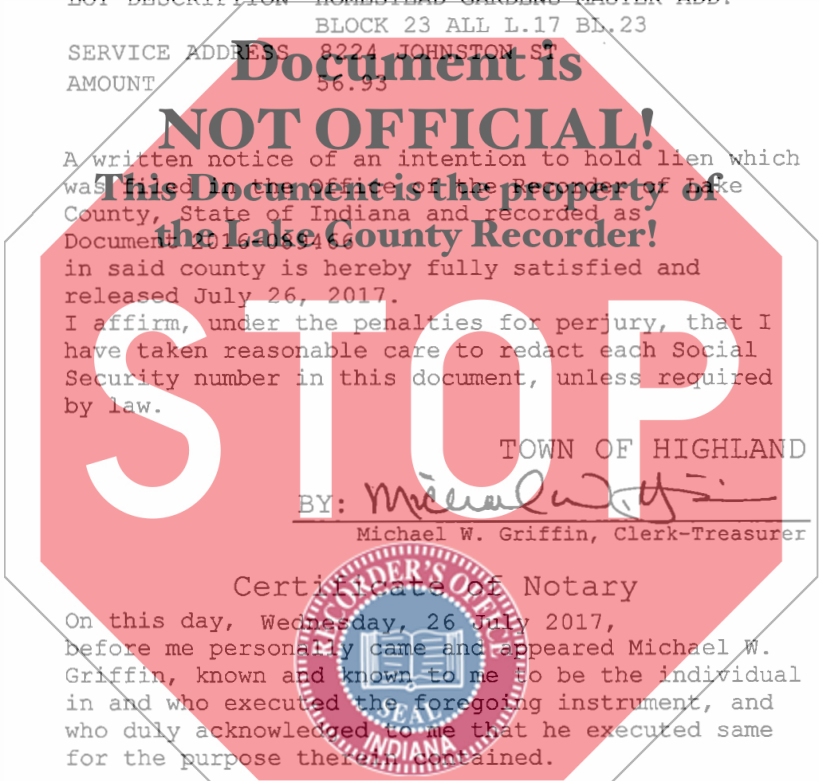 LOT DESCRIPTION HOMESTEAD GARDENS MASTER ADD.
BLOCK 23 ALL L.17 BL.23
SERVICE ADDRESS 8224 JOHNSTON ST
AMOUNT 56.93
Document is
NOT OFFICIAL!
This Document is the property of
the Lake County Recorder!
A written notice of an intention to hold lien which
was filed in the Office of the Recorder of Lake
County, State of Indiana and recorded as
Document 2016-089466
in said county is hereby fully satisfied and
released July 26, 2017.
I affirm, under the penalties for perjury, that I
have taken reasonable care to redact each Social
Security number in this document, unless required
by law.
STOP
TOWN OF HIGHLAND
BY:
Michael W. Griffin, Clerk-Treasurer
Certificate of Notary
On this day, Wednesday, 26 July 2017,
before me personally came and appeared Michael W.
Griffin, known and known to me to be the individual
in and who executed the foregoing instrument, and
who duly acknowledged to me that he executed same
for the purpose therein contained.
RECORDER'S OFFICE
SEAL
INDIANA